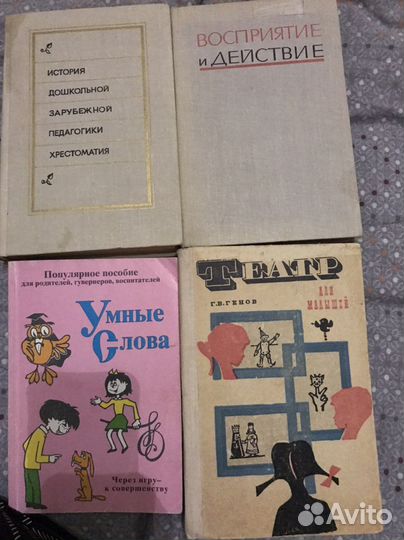 ИСТОРИЯ
ДОШКОЛЬНОЙ
ЗАРУБЕЖНОЙ
ПЕДАГОГИКИ
ХРЕСТОМАТИЯ
ВОСПРИЯТИЕ
и ДЕЙСТВИЕ
Популярное пособие
для родителей, гувернеров, воспитателей
Умные
Слова
Через игру –
к совершенству
ТЕАТР
ДЛЯ
МАЛЫШЕЙ
Г.В.ГЕНОВ
Avito